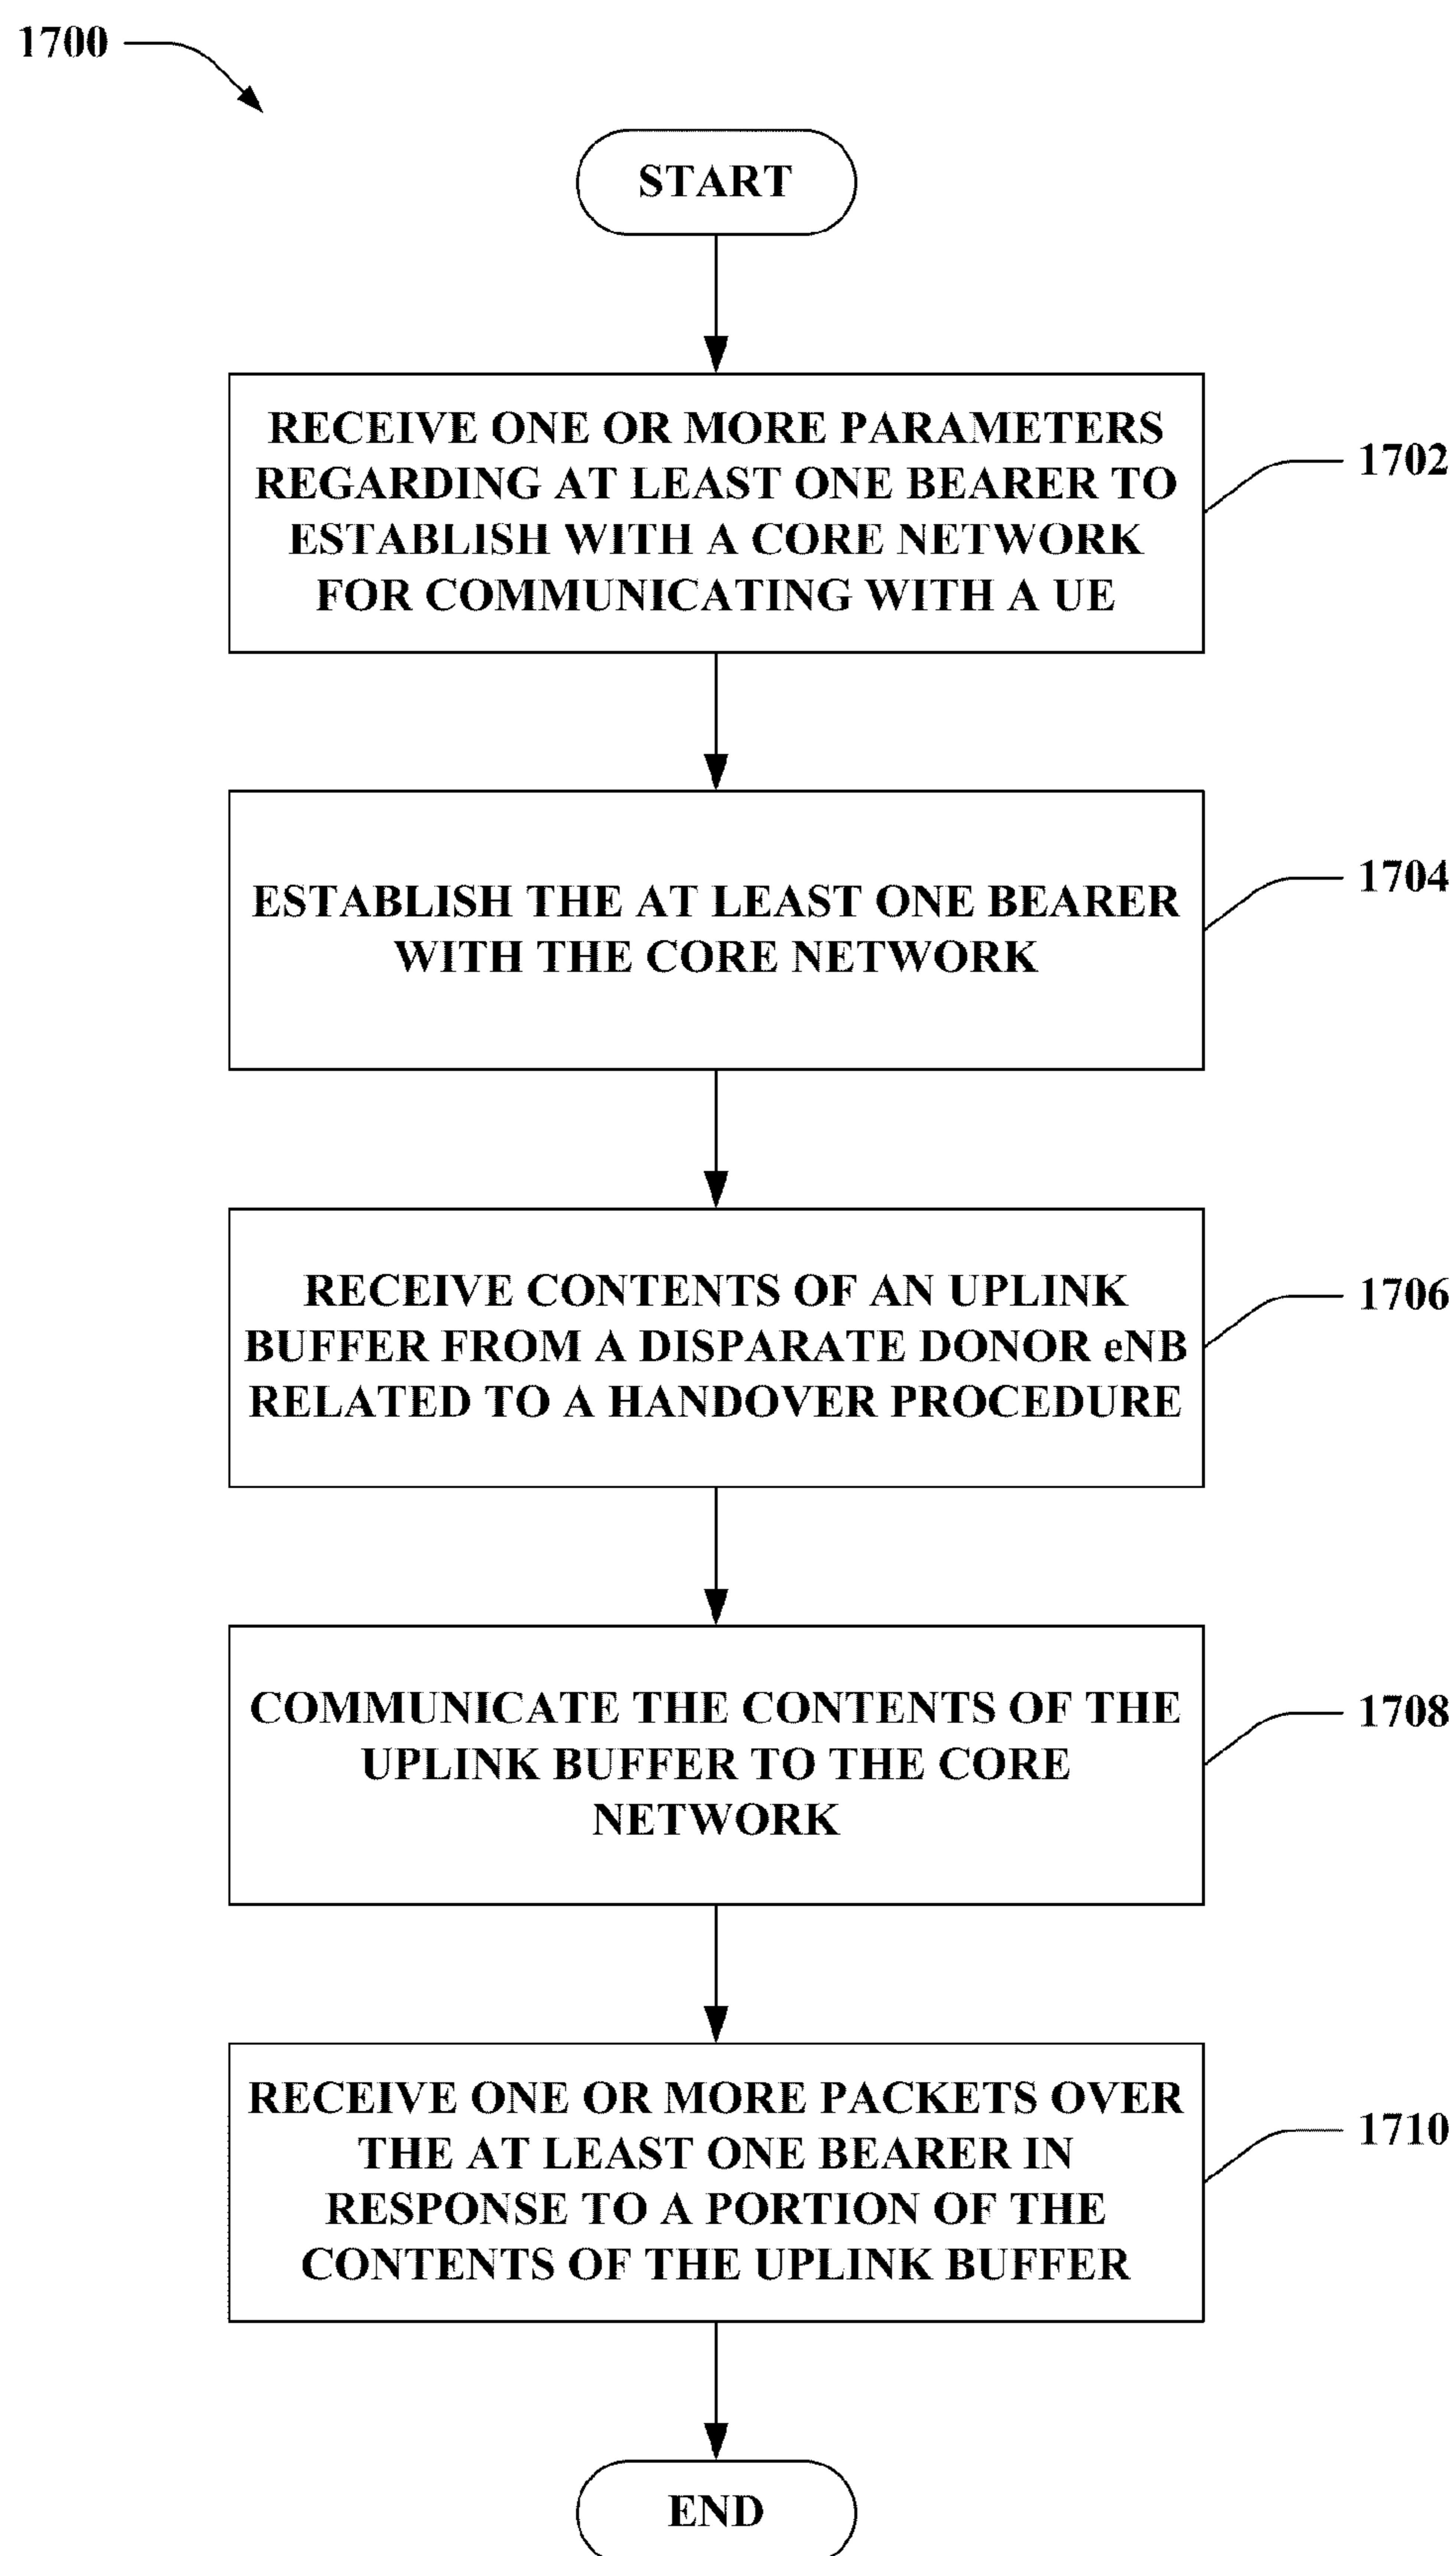 1700
START
RECEIVE ONE OR MORE PARAMETERS
REGARDING AT LEAST ONE BEARER TO
ESTABLISH WITH A CORE NETWORK
FOR COMMUNICATING WITH A UE
1702
ESTABLISH THE AT LEAST ONE BEARER
WITH THE CORE NETWORK
1704
RECEIVE CONTENTS OF AN UPLINK
BUFFER FROM A DISPARATE DONOR eNB
RELATED TO A HANDOVER PROCEDURE
1706
COMMUNICATE THE CONTENTS OF THE
UPLINK BUFFER TO THE CORE
NETWORK
1708
RECEIVE ONE OR MORE PACKETS OVER
THE AT LEAST ONE BEARER IN
RESPONSE TO A PORTION OF THE
CONTENTS OF THE UPLINK BUFFER
1710
END